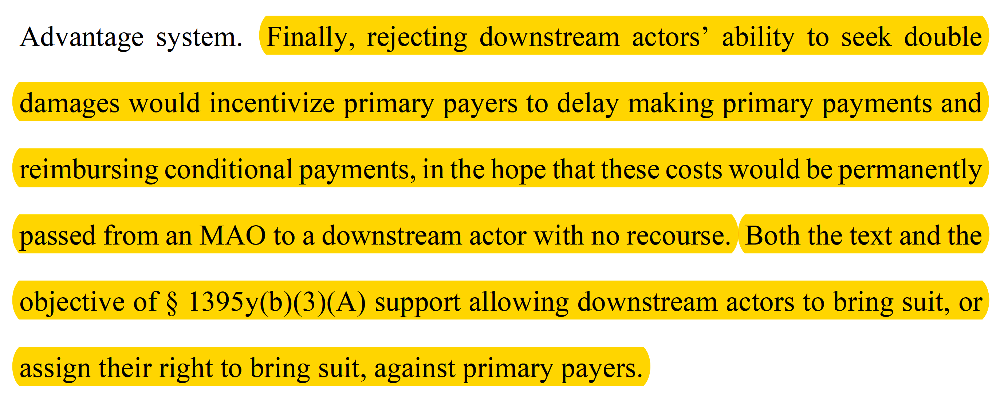 Advantage system. Finally, rejecting downstream actors’ ability to seek double
damages would incentivize primary payers to delay making primary payments and
reimbursing conditional payments, in the hope that these costs would be permanently
passed from an MAO to a downstream actor with no recourse. Both the text and the
objective of § 1395y(b)(3)(A) support allowing downstream actors to bring suit, or
assign their right to bring suit, against primary payers.